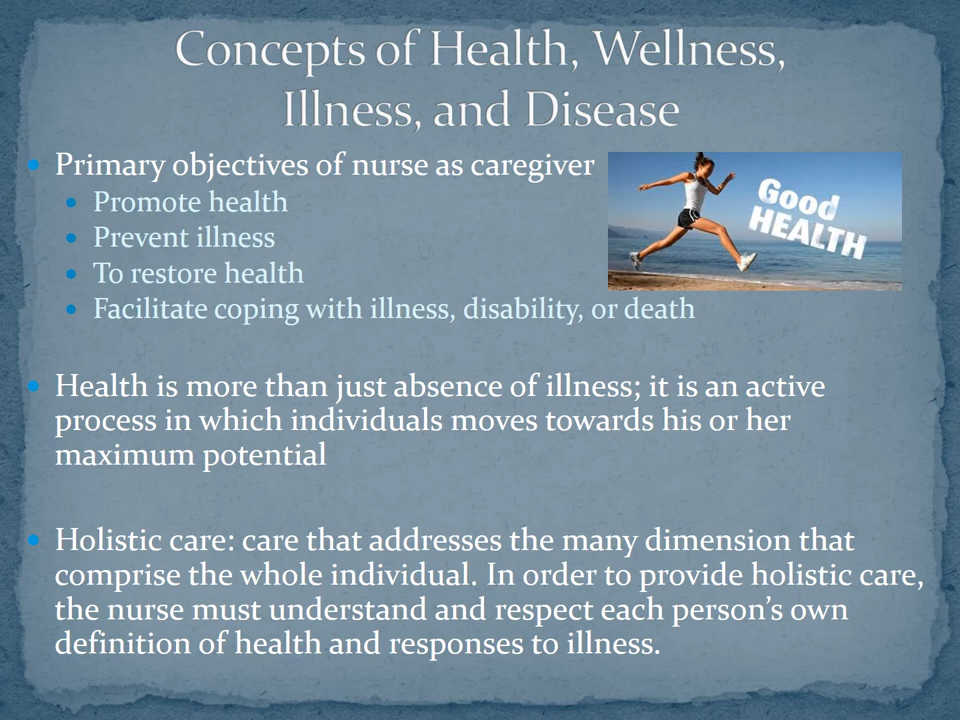 Concepts of Health, Wellness,
Illness, and Disease
Primary objectives of nurse as caregiver
Promote health
Prevent illness
To restore health
Facilitate coping with illness, disability, or death
Good
HEALTH
Health is more than just absence of illness; it is an active
process in which individuals moves towards his or her
maximum potential
Holistic care: care that addresses the many dimension that
comprise the whole individual. In order to provide holistic care,
the nurse must understand and respect each person’s own
definition of health and responses to illness.